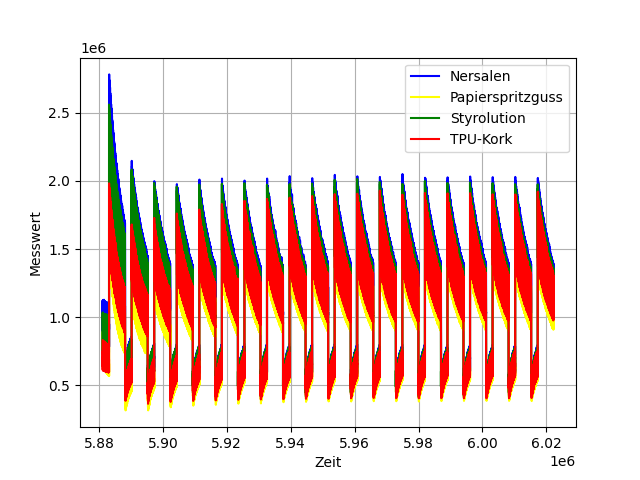 1e6
2.5
2.0
1.5
1.0
0.5
Messwert
Nersalen
Papierspritzguss
Styrolution
TPU-Kork
5.88 5.90 5.92 5.94 5.96 5.98 6.00 6.02
Zeit
1e6